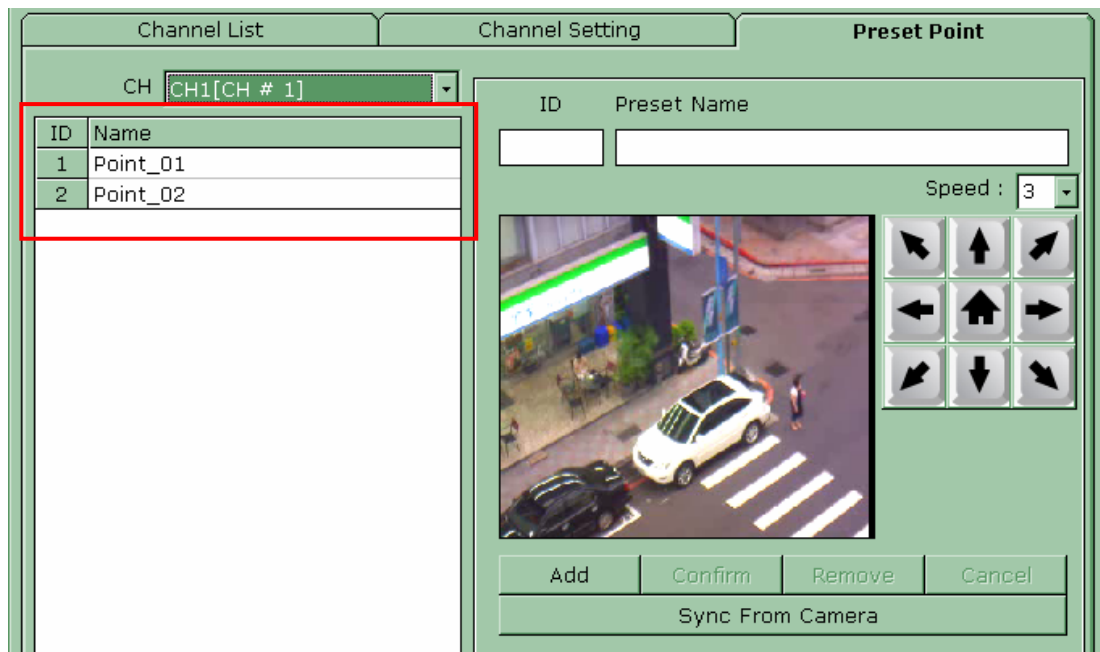 Channel List Channel Setting Preset Point
CH CH1[CH # 1]
ID Name
1 Point_01
2 Point_02
ID Preset Name
Speed : 3
Add Confirm Remove Cancel
Sync From Camera